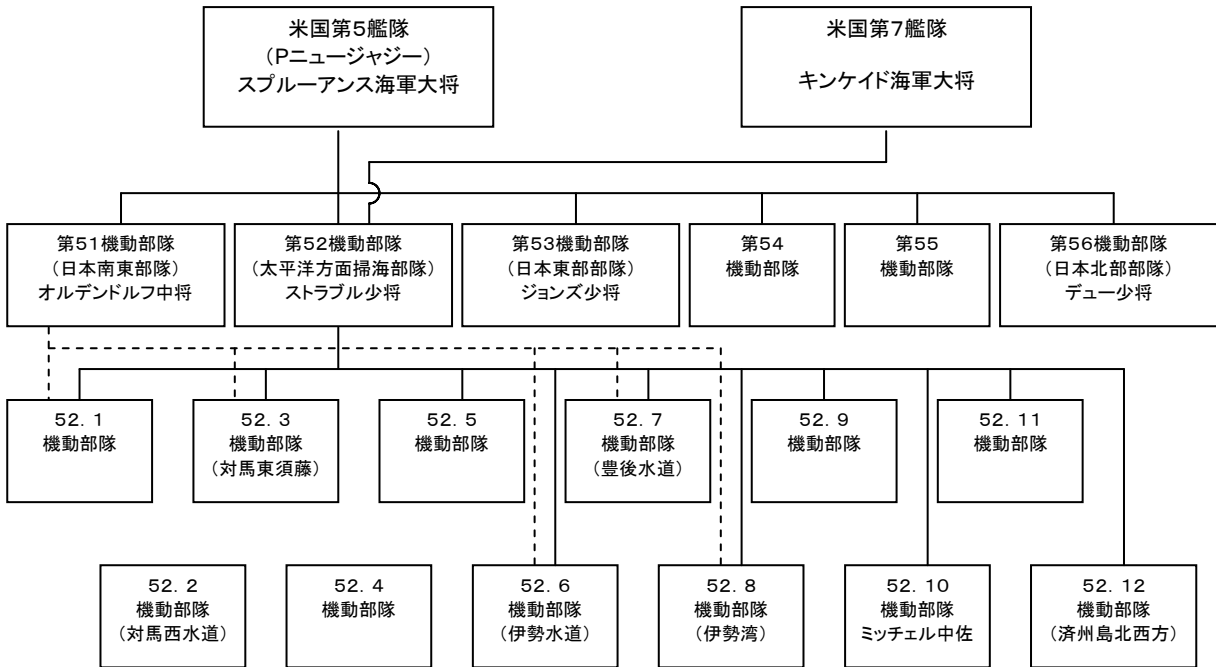 米国第5艦隊
（Pニュージャジー）
スプルーアンス海軍大将
米国第7艦隊
キンケイド海軍大将
第51機動部隊
（日本南東部隊）
オルデンドルフ中将
第52機動部隊
（太平洋方面掃海部隊）
ストラブル少将
第53機動部隊
（日本東部部隊）
ジョンズ少将
第54
機動部隊
第55
機動部隊
第56機動部隊
（日本北部部隊）
デュー少将
52．1
機動部隊
52．3
機動部隊
（対馬東須藤）
52．5
機動部隊
52．7
機動部隊
（豊後水道）
52．9
機動部隊
52．11
機動部隊
52．2
機動部隊
（対馬西水道）
52．4
機動部隊
52．6
機動部隊
（伊勢水道）
52．8
機動部隊
（伊勢湾）
52．10
機動部隊
ミッチェル中佐
52．12
機動部隊
（済州島北西方）